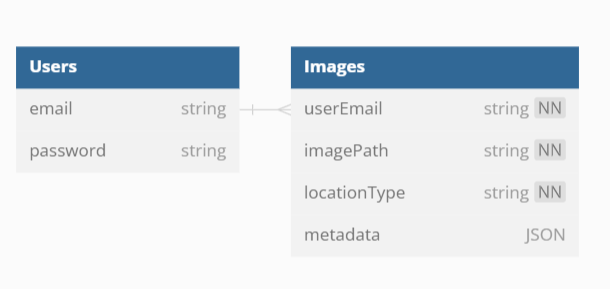 Users
email string
password string
Images
userEmail string NN
imagePath string NN
locationType string NN
metadata JSON